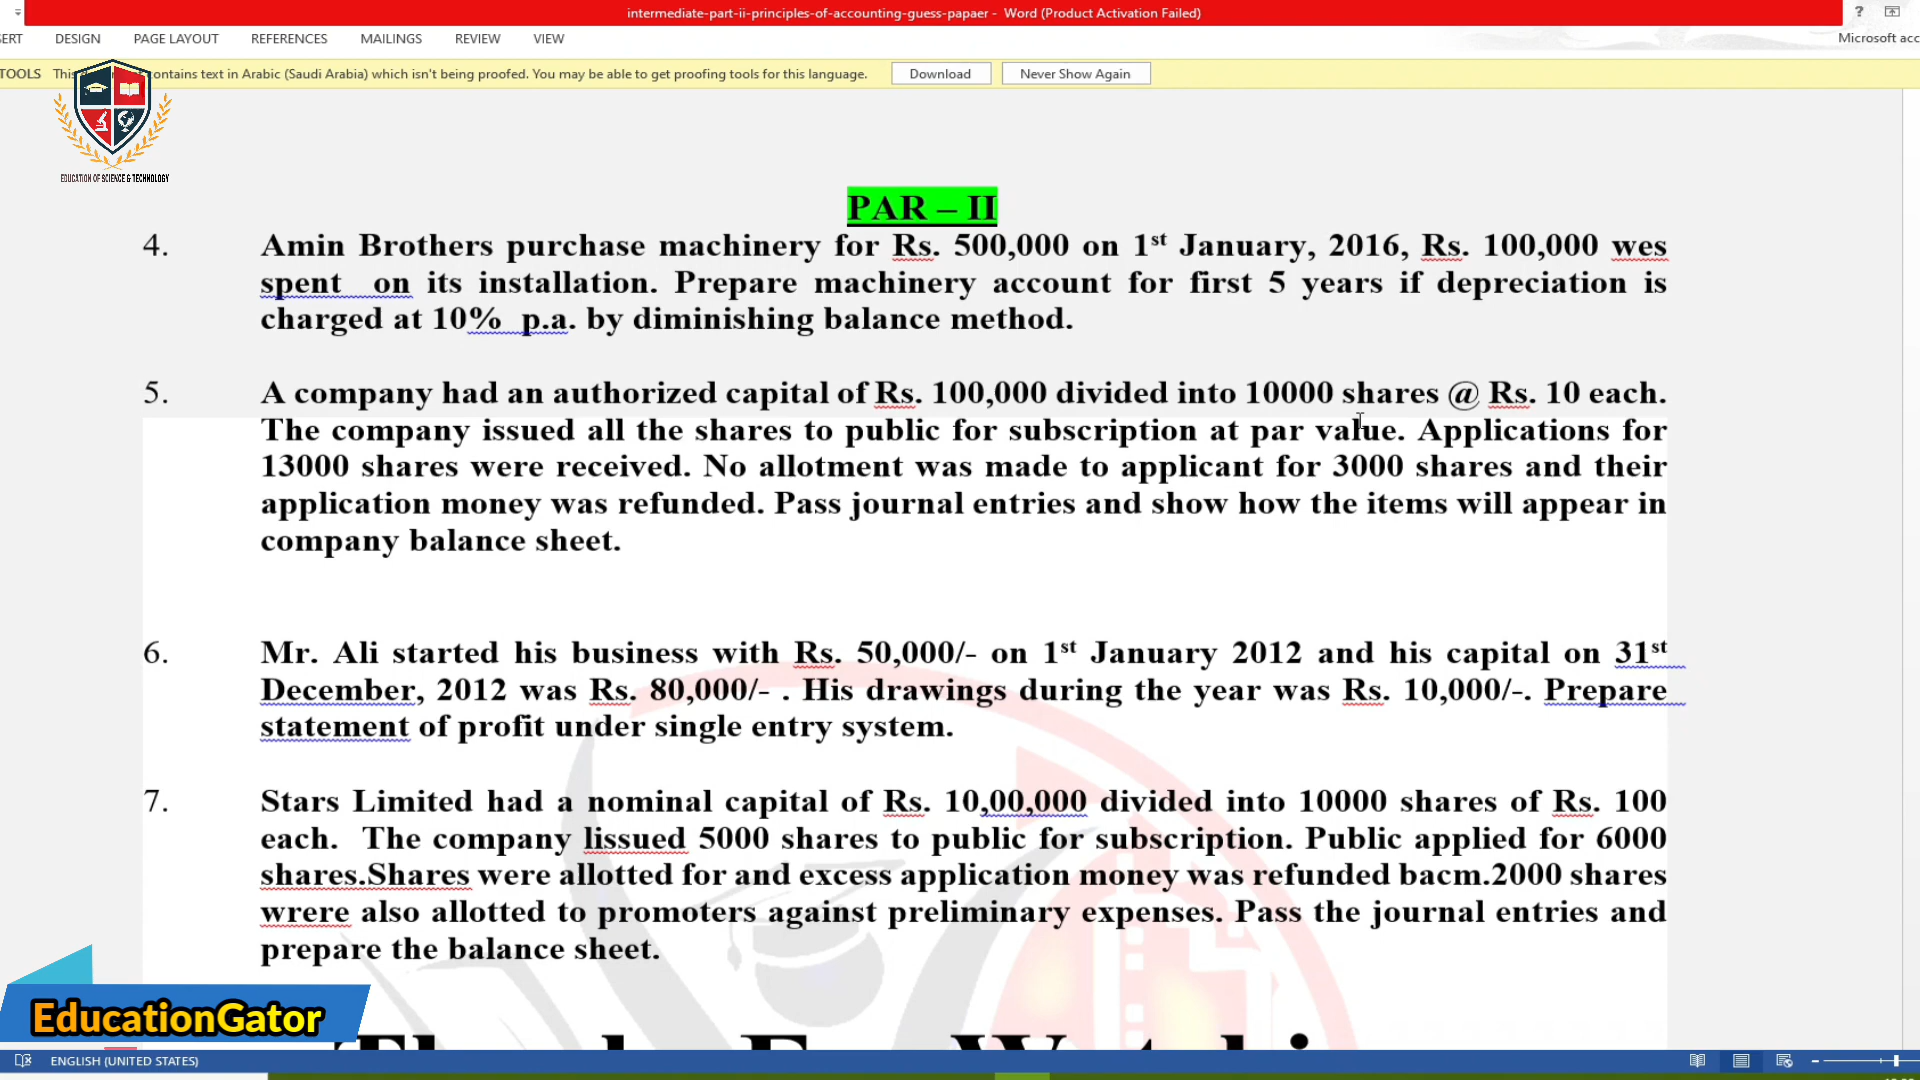 intermediate-part-ii-principles-of-accounting-guess-papaer - Word (Product Activation Failed)
ERT DESIGN PAGE LAYOUT REFERENCES MAILINGS REVIEW VIEW
Microsoft acc
TOOLS This ontains text in Arabic (Saudi Arabia) which isn't being proofed. You may be able to get proofing tools for this language. Download Never Show Again
EDUCATION OF SCIENCE & TECHNOLOGY
PAR – II
4. Amin Brothers purchase machinery for Rs. 500,000 on 1st January, 2016, Rs. 100,000 wes
spent on its installation. Prepare machinery account for first 5 years if depreciation is
charged at 10% p.a. by diminishing balance method.
5. A company had an authorized capital of Rs. 100,000 divided into 10000 shares @ Rs. 10 each.
The company issued all the shares to public for subscription at par value. Applications for
13000 shares were received. No allotment was made to applicant for 3000 shares and their
application money was refunded. Pass journal entries and show how the items will appear in
company balance sheet.
6. Mr. Ali started his business with Rs. 50,000/- on 1st January 2012 and his capital on 31st
December, 2012 was Rs. 80,000/- . His drawings during the year was Rs. 10,000/-. Prepare
statement of profit under single entry system.
7. Stars Limited had a nominal capital of Rs. 10,00,000 divided into 10000 shares of Rs. 100
each. The company lissued 5000 shares to public for subscription. Public applied for 6000
shares.Shares were allotted for and excess application money was refunded bacm.2000 shares
wrere also allotted to promoters against preliminary expenses. Pass the journal entries and
prepare the balance sheet.
EducationGator
ENGLISH (UNITED STATES)